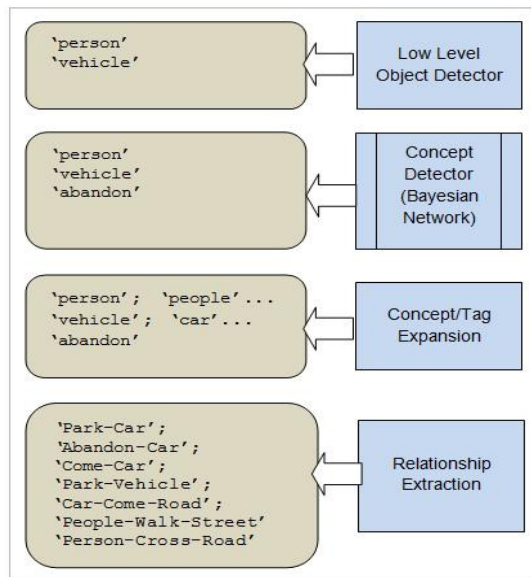 ‘person’
‘vehicle’
Low Level
Object Detector
‘person’
‘vehicle’
‘abandon’
Concept
Detector
(Bayesian
Network)
‘person’; ‘people’...
‘vehicle’; ‘car’...
‘abandon’
Concept/Tag
Expansion
‘Park-Car’;
‘Abandon-Car’;
‘Come-Car’;
‘Park-Vehicle’;
‘Car-Come-Road’;
‘People-Walk-Street’
‘Person-Cross-Road’
Relationship
Extraction